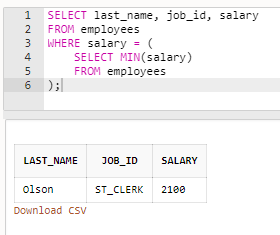 1 SELECT last_name, job_id, salary
2 FROM employees
3 WHERE salary = (
4 SELECT MIN(salary)
5 FROM employees
6 );
LAST_NAME JOB_ID SALARY
Olson ST_CLERK 2100
Download CSV